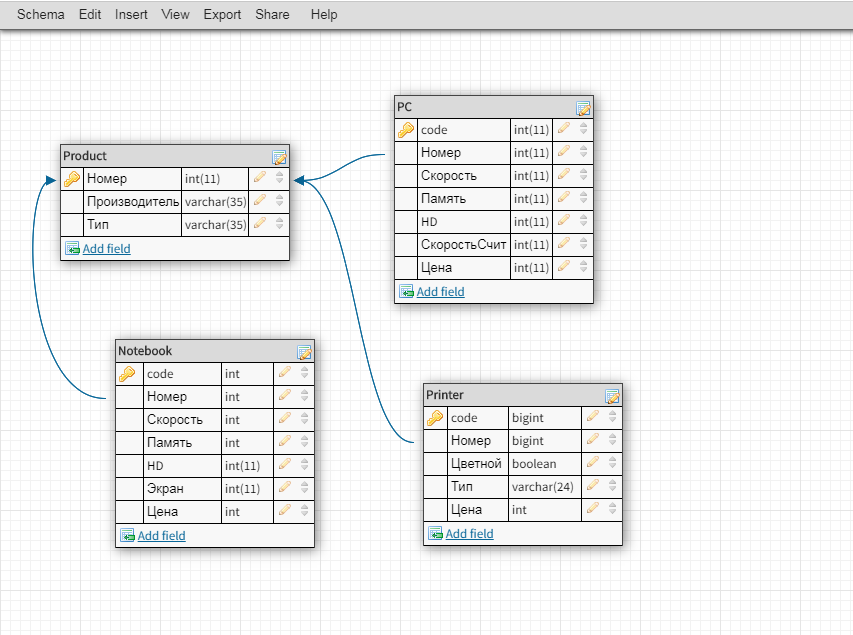 Schema Edit Insert View Export Share Help
Product
Номер int(11)
Производитель varchar(35)
Тип varchar(35)
Add field
PC
code int(11)
Номер int(11)
Скорость int(11)
Память int(11)
HD int(11)
СкоростьСчит int(11)
Цена int(11)
Add field
Notebook
code int
Номер int
Скорость int
Память int
HD int(11)
Экран int(11)
Цена int
Add field
Printer
code bigint
Номер bigint
Цветной boolean
Тип varchar(24)
Цена int
Add field